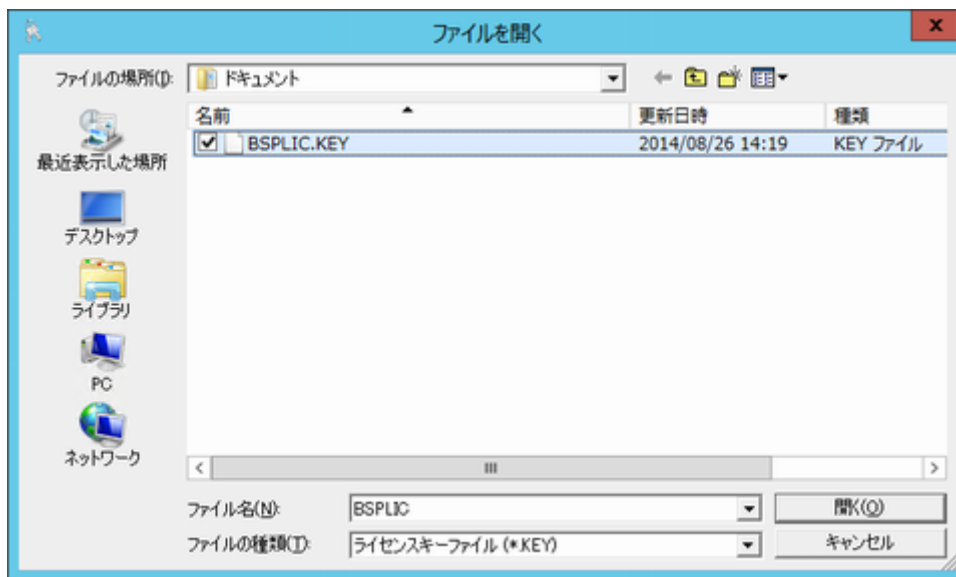 ファイルを開く
x
ファイルの場所(I):
ドキュメント
名前 更新日時 種類
BSPLIC.KEY 2014/08/26 14:19 KEY ファイル
最近表示した場所
デスクトップ
ライブラリ
PC
ネットワーク
ファイル名(N): BSPLIC 開く(O)
ファイルの種類(T): ライセンスキーファイル (*.KEY) キャンセル